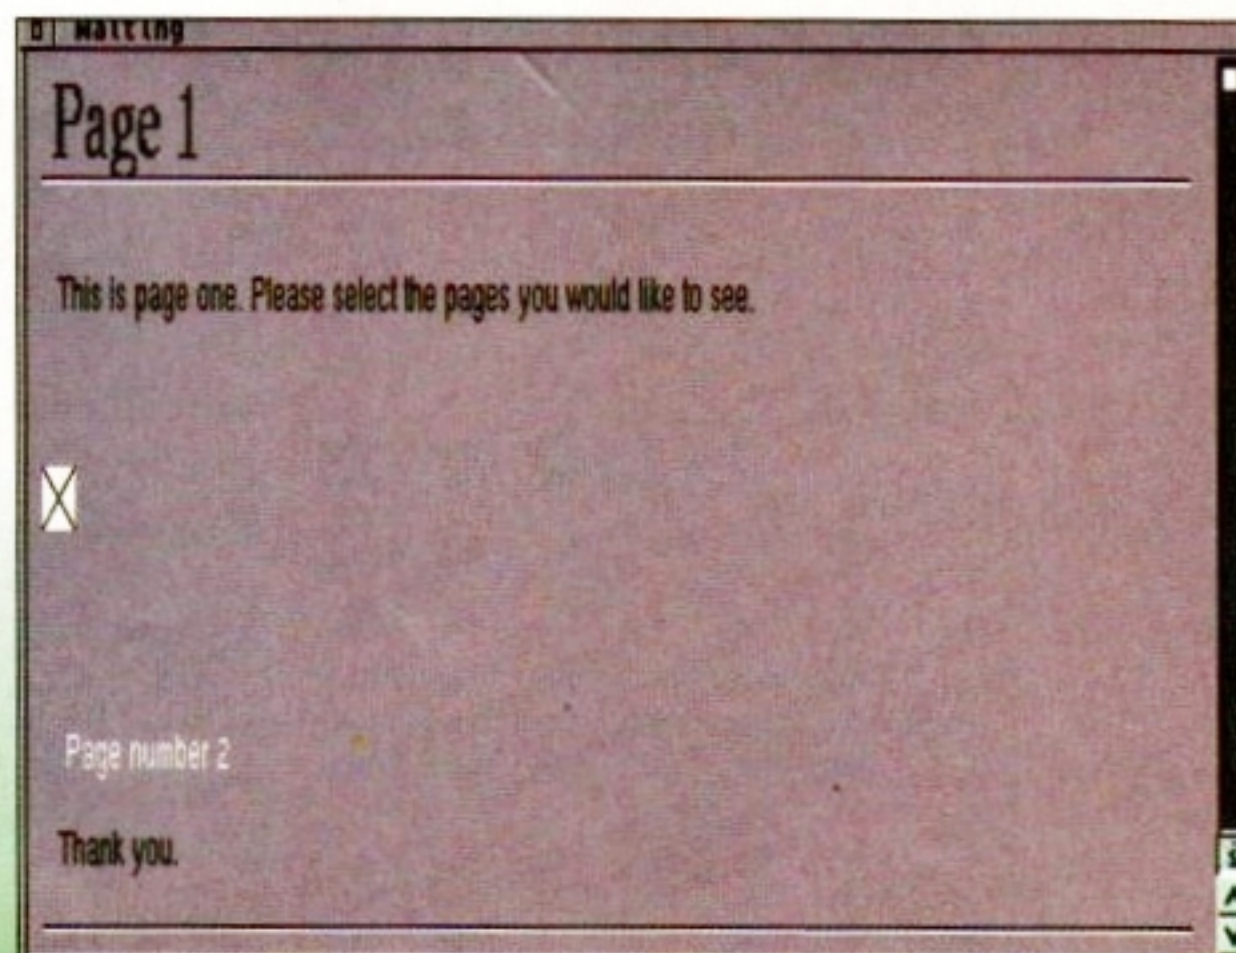 Waiting
Page 1
This is page one. Please select the pages you would like to see.
Page number 2
Thank you.